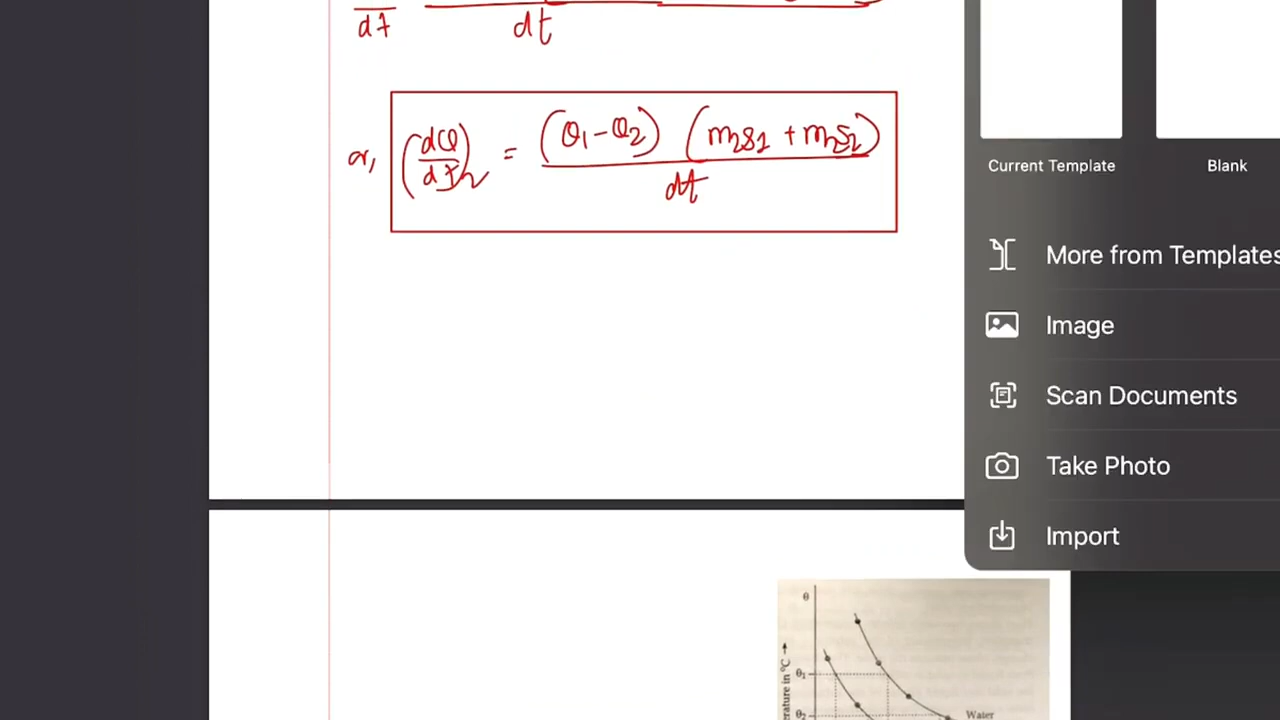 dt dt
or, (dQ/dt)₂ = (θ₁-θ₂) (m₂s₁ + m₂s₂) / dt
Current Template
Blank
More from Templates
Image
Scan Documents
Take Photo
Import
θ
θ₁
θ₂
Water